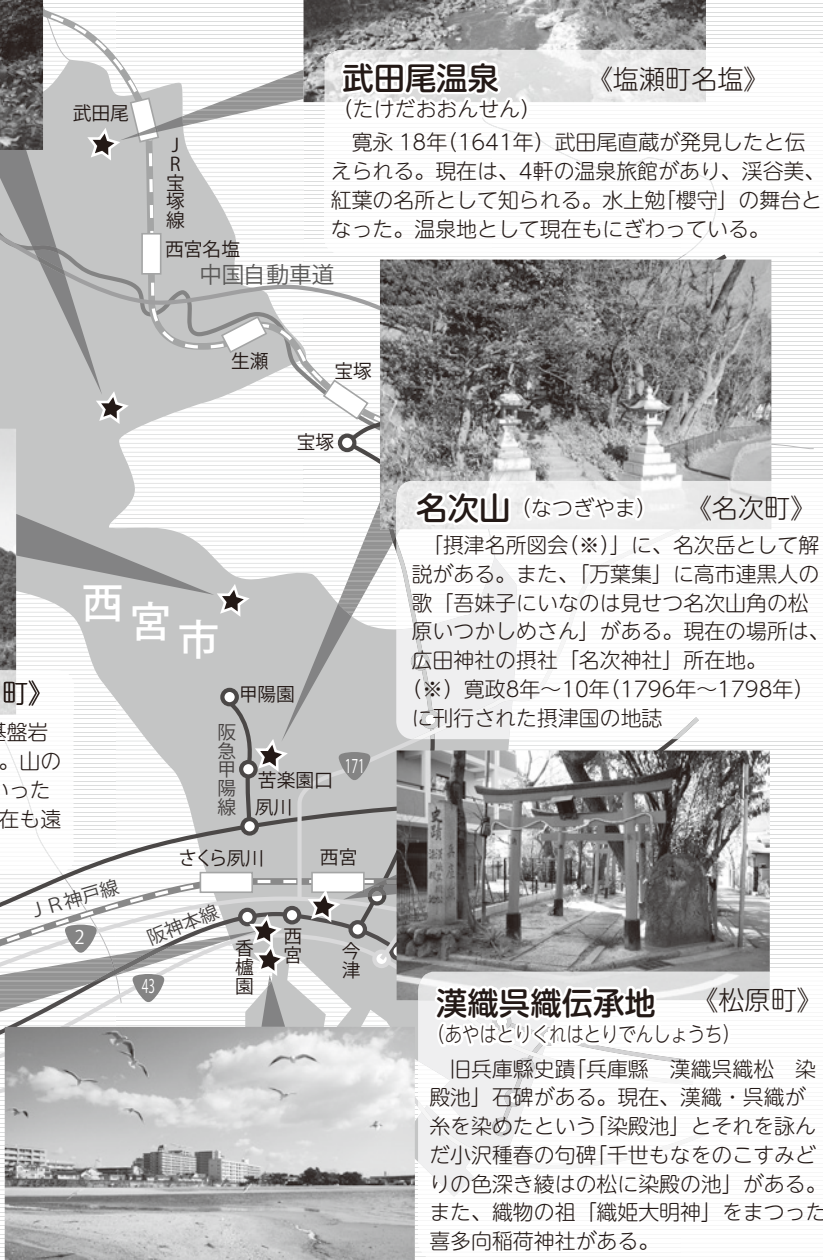 武田尾温泉　《塩瀬町名塩》
（たけだおおんせん）
　寛永 18年（1641年） 武田尾直蔵が発見したと伝
えられる。現在は、4軒の温泉旅館があり、渓谷美、
紅葉の名所として知られる。水上勉「櫻守」の舞台と
なった。温泉地として現在もにぎわっている。
武田尾
JR宝塚線
西宮名塩
中国自動車道
生瀬
宝塚
宝塚
名次山（なつぎやま）　《名次町》
　「摂津名所図会（※）」に、名次岳として解
説がある。また、「万葉集」に高市連黒人の
歌「吾妹子にいなのは見せつ名次山角の松
原いつかしめさん」がある。現在の場所は、
広田神社の摂社「名次神社」所在地。
（※）寛政8年～10年（1796年～1798年）
に刊行された摂津国の地誌
西宮市
町》
基盤岩
。山の
いった
在も遠
甲陽園
阪急甲陽線
苦楽園口
夙川
171
さくら夙川
西宮
JR神戸線
2
阪神本線
香櫨園
西宮
今津
43
漢織呉織伝承地　《松原町》
（あやはとりくれはとりでんしょうち）
　旧兵庫縣史蹟「兵庫縣　漢織呉織松　染
殿池」石碑がある。現在、漢織・呉織が
糸を染めたという「染殿池」とそれを詠ん
だ小沢種春の句碑「千世もなをのこすみど
りの色深き綾はの松に染殿の池」がある。
また、織物の祖「織姫大明神」をまつった
喜多向稲荷神社がある。